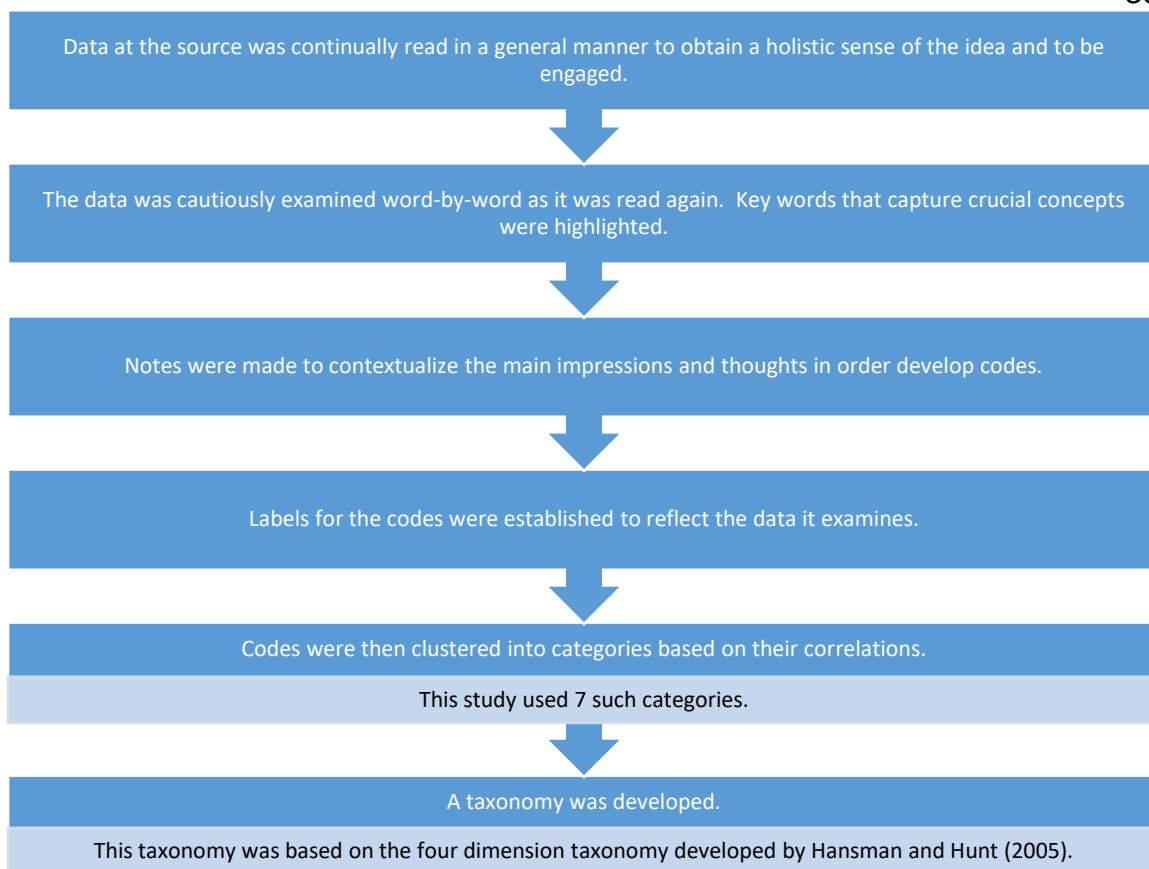 Data at the source was continually read in a general manner to obtain a holistic sense of the idea and to be
engaged.
The data was cautiously examined word-by-word as it was read again.  Key words that capture crucial concepts
were highlighted.
Notes were made to contextualize the main impressions and thoughts in order develop codes.
Labels for the codes were established to reflect the data it examines.
Codes were then clustered into categories based on their correlations.
This study used 7 such categories.
A taxonomy was developed.
This taxonomy was based on the four dimension taxonomy developed by Hansman and Hunt (2005).